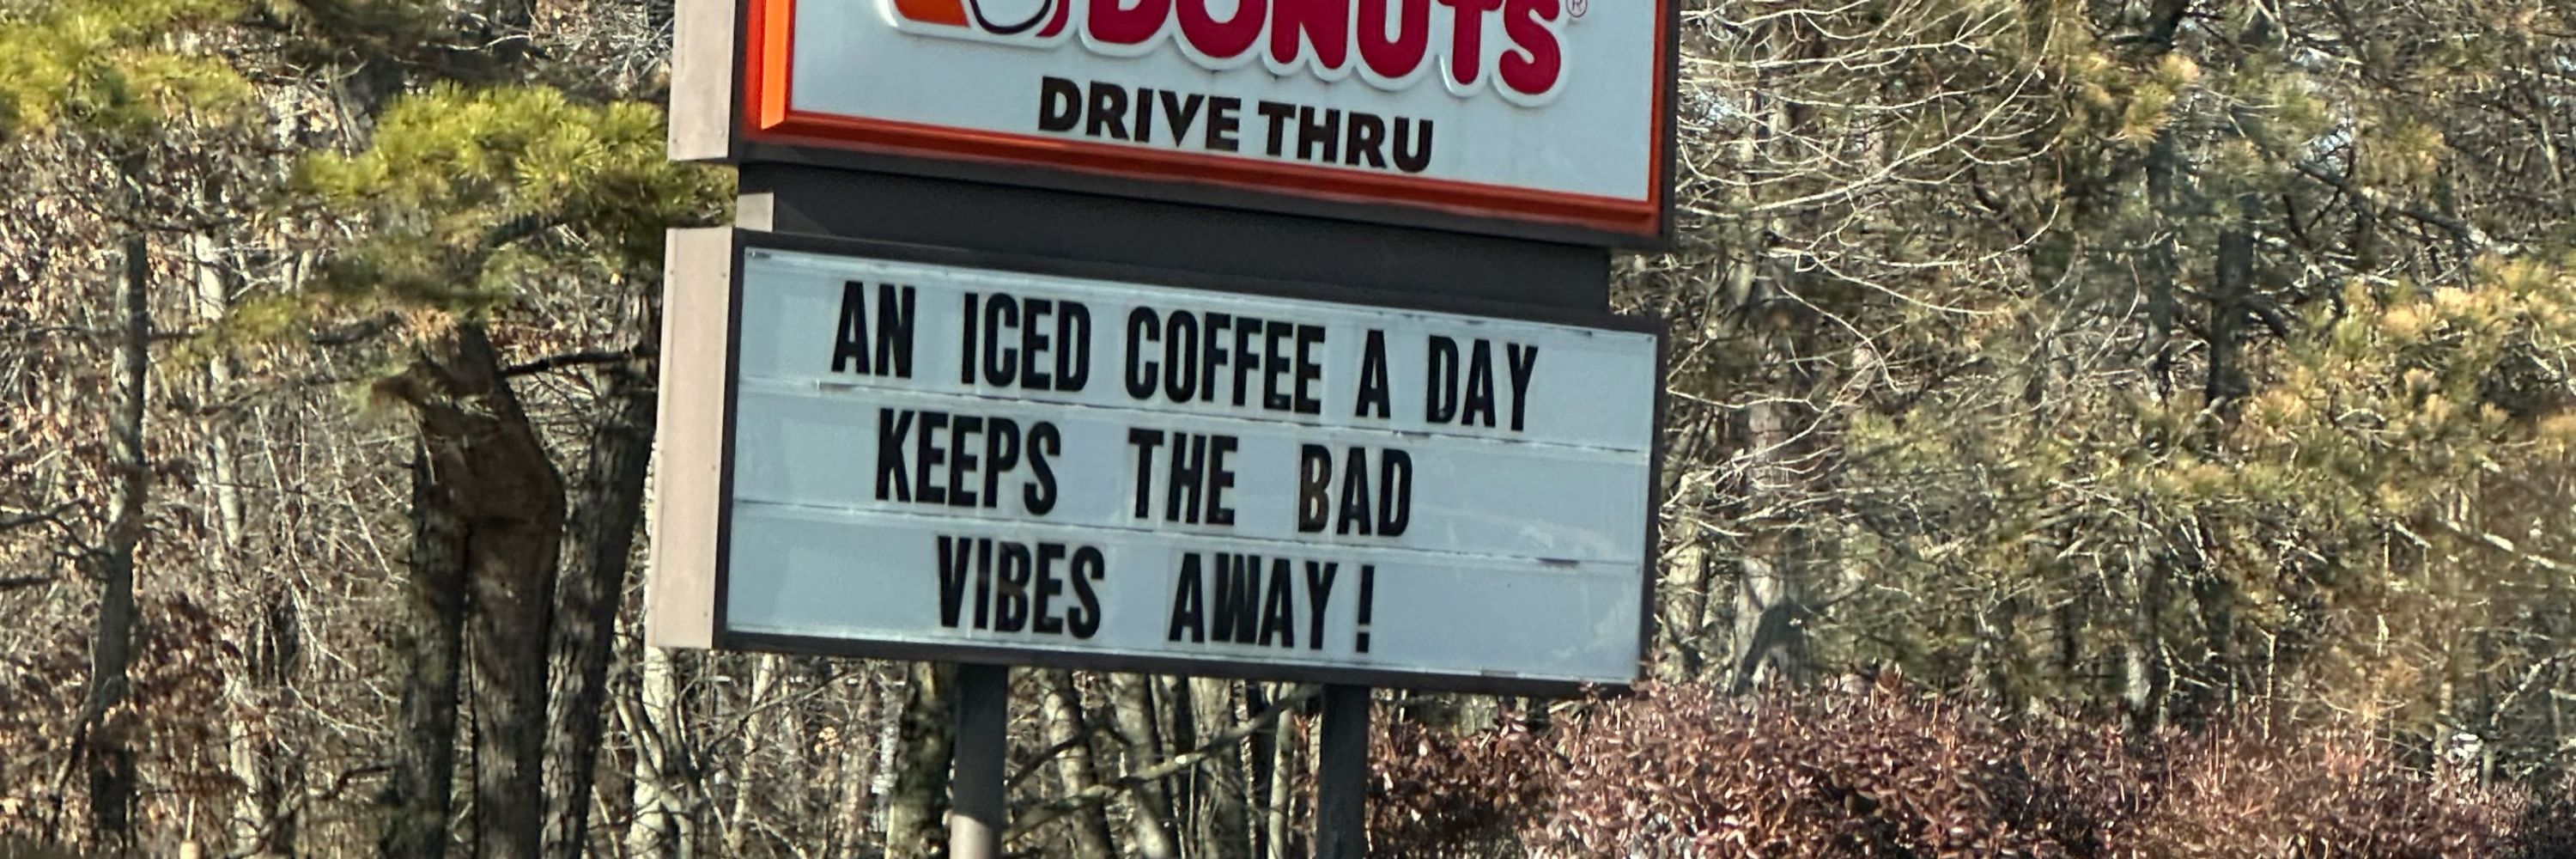 DONUTS®
DRIVE THRU
AN ICED COFFEE A DAY
KEEPS THE BAD
VIBES AWAY!